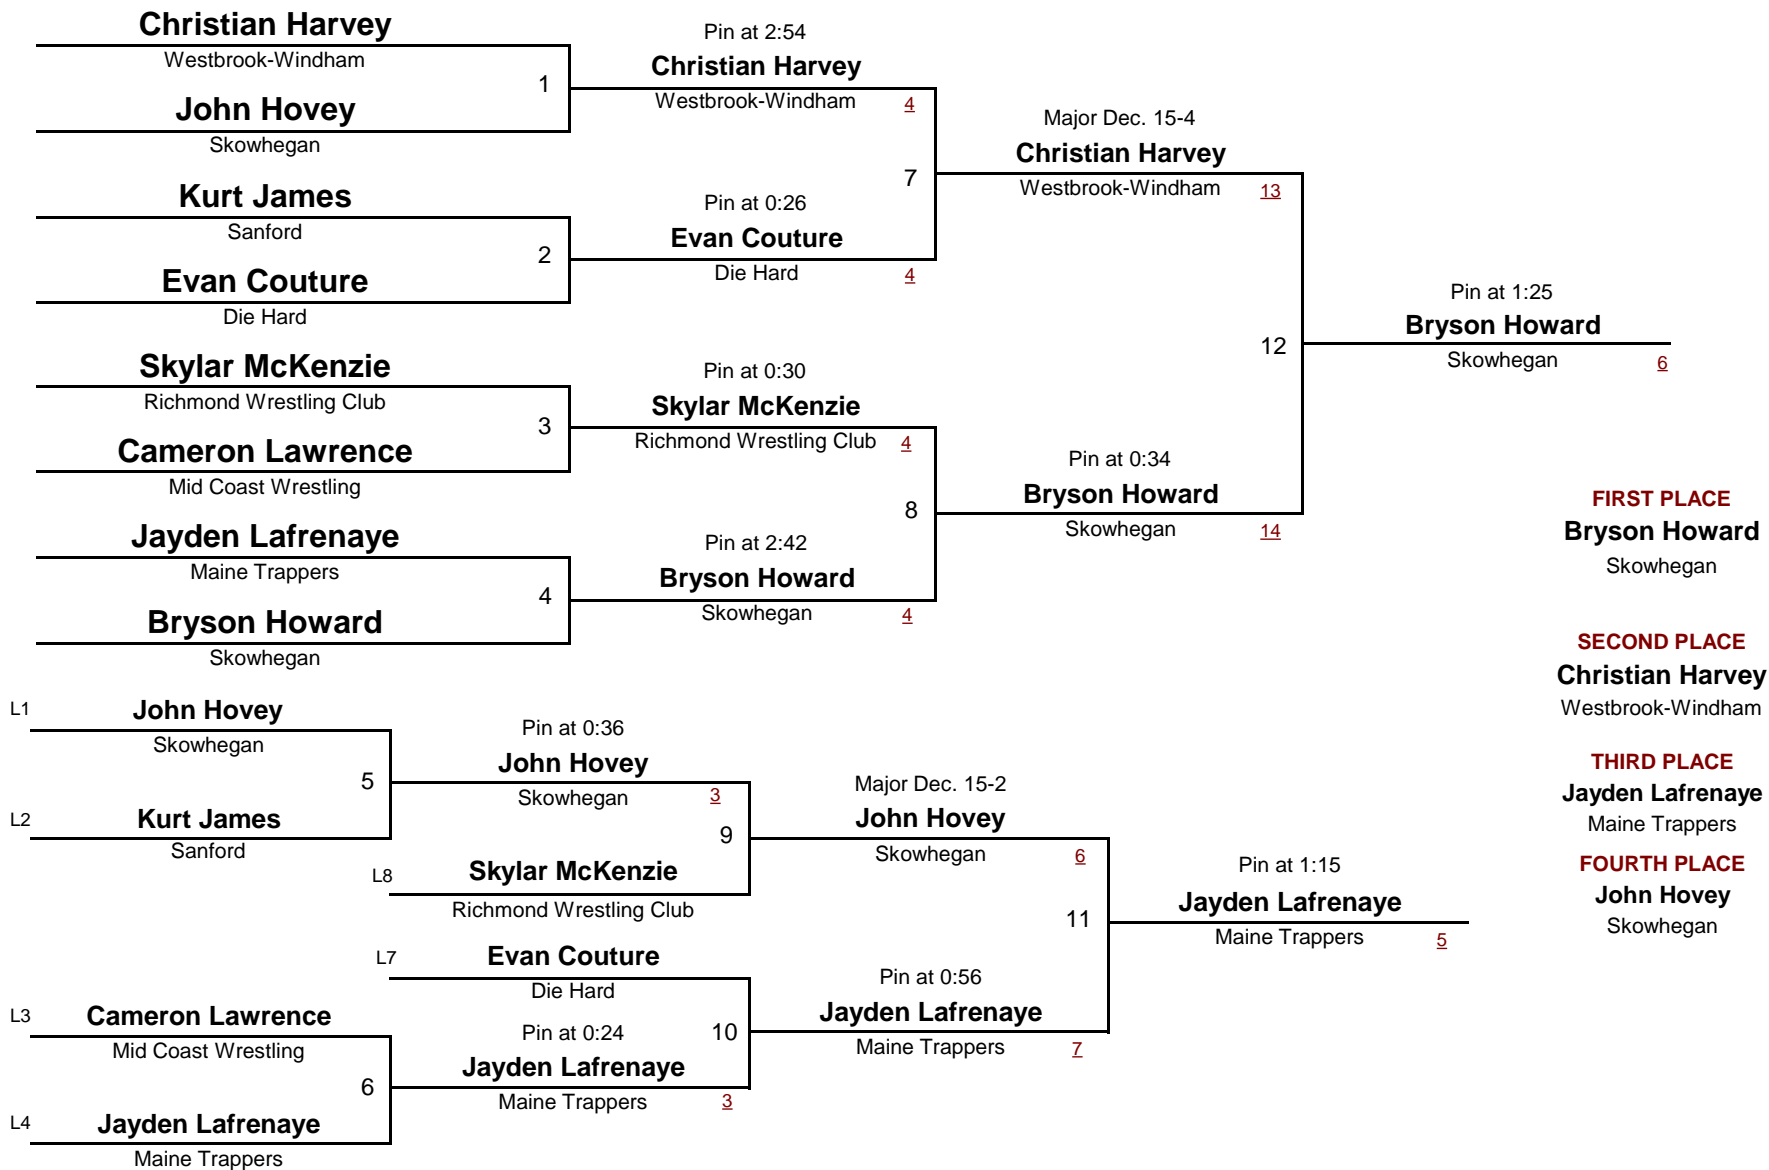 Christian Harvey
Westbrook-Windham
1
John Hovey
Skowhegan
Pin at 2:54
Christian Harvey
Westbrook-Windham
4
Kurt James
Sanford
2
Evan Couture
Die Hard
Pin at 0:26
Evan Couture
Die Hard
4
7
Major Dec. 15-4
Christian Harvey
Westbrook-Windham
13
Skylar McKenzie
Richmond Wrestling Club
3
Cameron Lawrence
Mid Coast Wrestling
Pin at 0:30
Skylar McKenzie
Richmond Wrestling Club
4
Jayden Lafrenaye
Maine Trappers
4
Bryson Howard
Skowhegan
Pin at 2:42
Bryson Howard
Skowhegan
4
8
Pin at 0:34
Bryson Howard
Skowhegan
14
12
Pin at 1:25
Bryson Howard
Skowhegan
6
FIRST PLACE
Bryson Howard
Skowhegan
SECOND PLACE
Christian Harvey
Westbrook-Windham
THIRD PLACE
Jayden Lafrenaye
Maine Trappers
FOURTH PLACE
John Hovey
Skowhegan
L1
John Hovey
Skowhegan
5
L2
Kurt James
Sanford
Pin at 0:36
John Hovey
Skowhegan
3
9
L8
Skylar McKenzie
Richmond Wrestling Club
Major Dec. 15-2
John Hovey
Skowhegan
6
L7
Evan Couture
Die Hard
L3
Cameron Lawrence
Mid Coast Wrestling
6
L4
Jayden Lafrenaye
Maine Trappers
Pin at 0:24
Jayden Lafrenaye
Maine Trappers
3
10
Pin at 0:56
Jayden Lafrenaye
Maine Trappers
7
11
Pin at 1:15
Jayden Lafrenaye
Maine Trappers
5